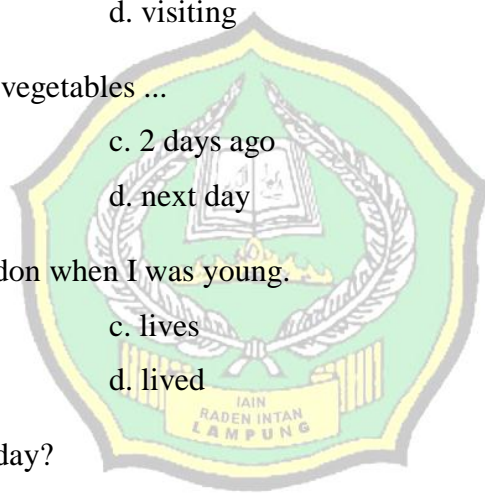 d. visiting
vegetables ...
c. 2 days ago
d. next day
don when I was young.
c. lives
d. lived
IAIN
RADEN INTAN
LAMPUNG
day?